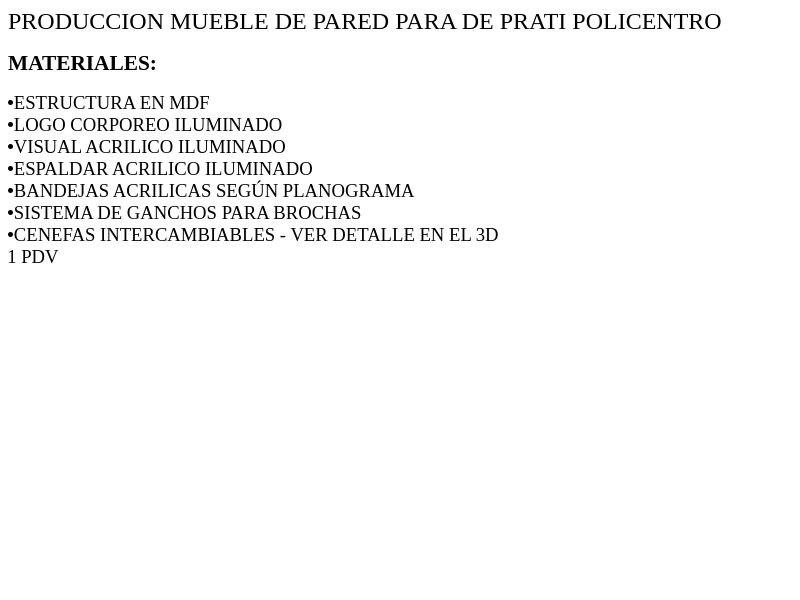 PRODUCCION MUEBLE DE PARED PARA DE PRATI POLICENTRO
MATERIALES:
•ESTRUCTURA EN MDF
•LOGO CORPOREO ILUMINADO
•VISUAL ACRILICO ILUMINADO
•ESPALDAR ACRILICO ILUMINADO
•BANDEJAS ACRILICAS SEGÚN PLANOGRAMA
•SISTEMA DE GANCHOS PARA BROCHAS
•CENEFAS INTERCAMBIABLES - VER DETALLE EN EL 3D
1 PDV